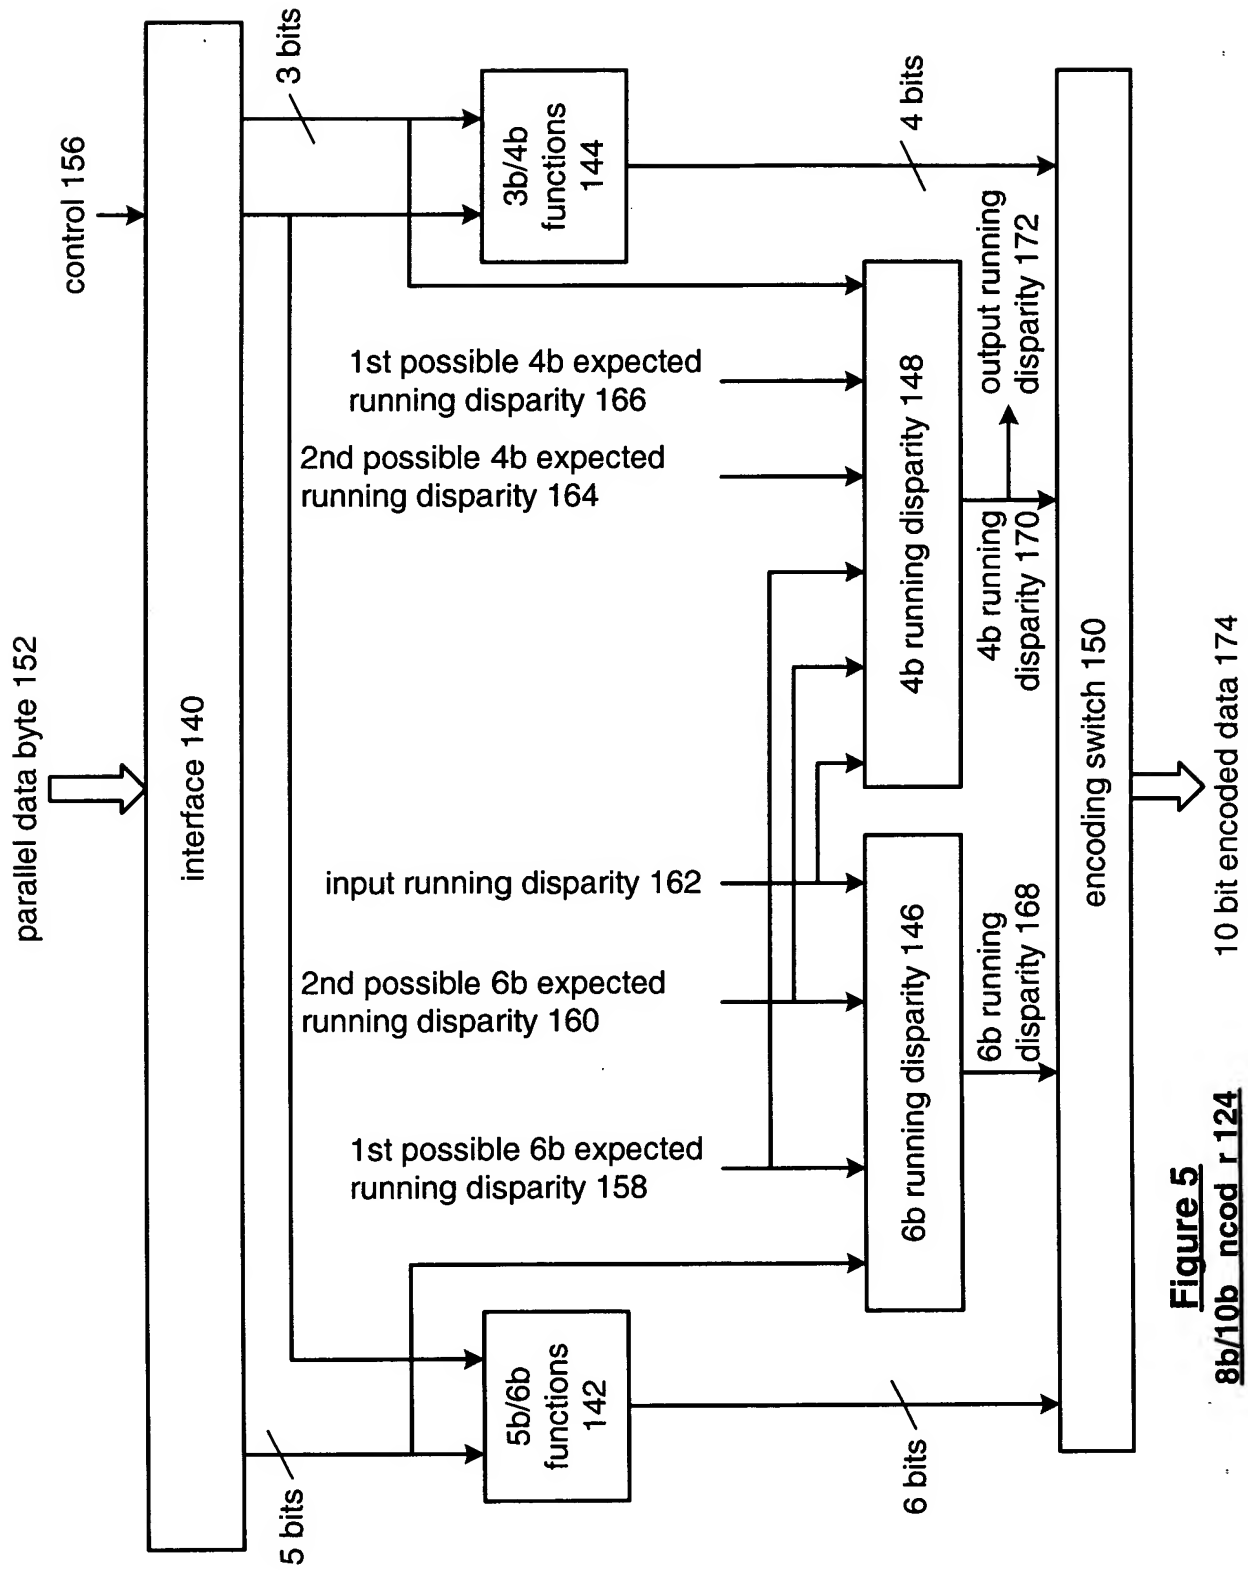 parallel data byte 152
control 156
interface 140
5 bits
3 bits
5b/6b
functions
142
3b/4b
functions
144
1st possible 6b expected
running disparity 158
2nd possible 6b expected
running disparity 160
input running disparity 162
2nd possible 4b expected
running disparity 164
1st possible 4b expected
running disparity 166
6b running disparity 146
4b running disparity 148
6 bits
6b running
disparity 168
4b running
disparity 170
output running
disparity 172
4 bits
encoding switch 150
10 bit encoded data 174
Figure 5
8b/10b ncod r 124